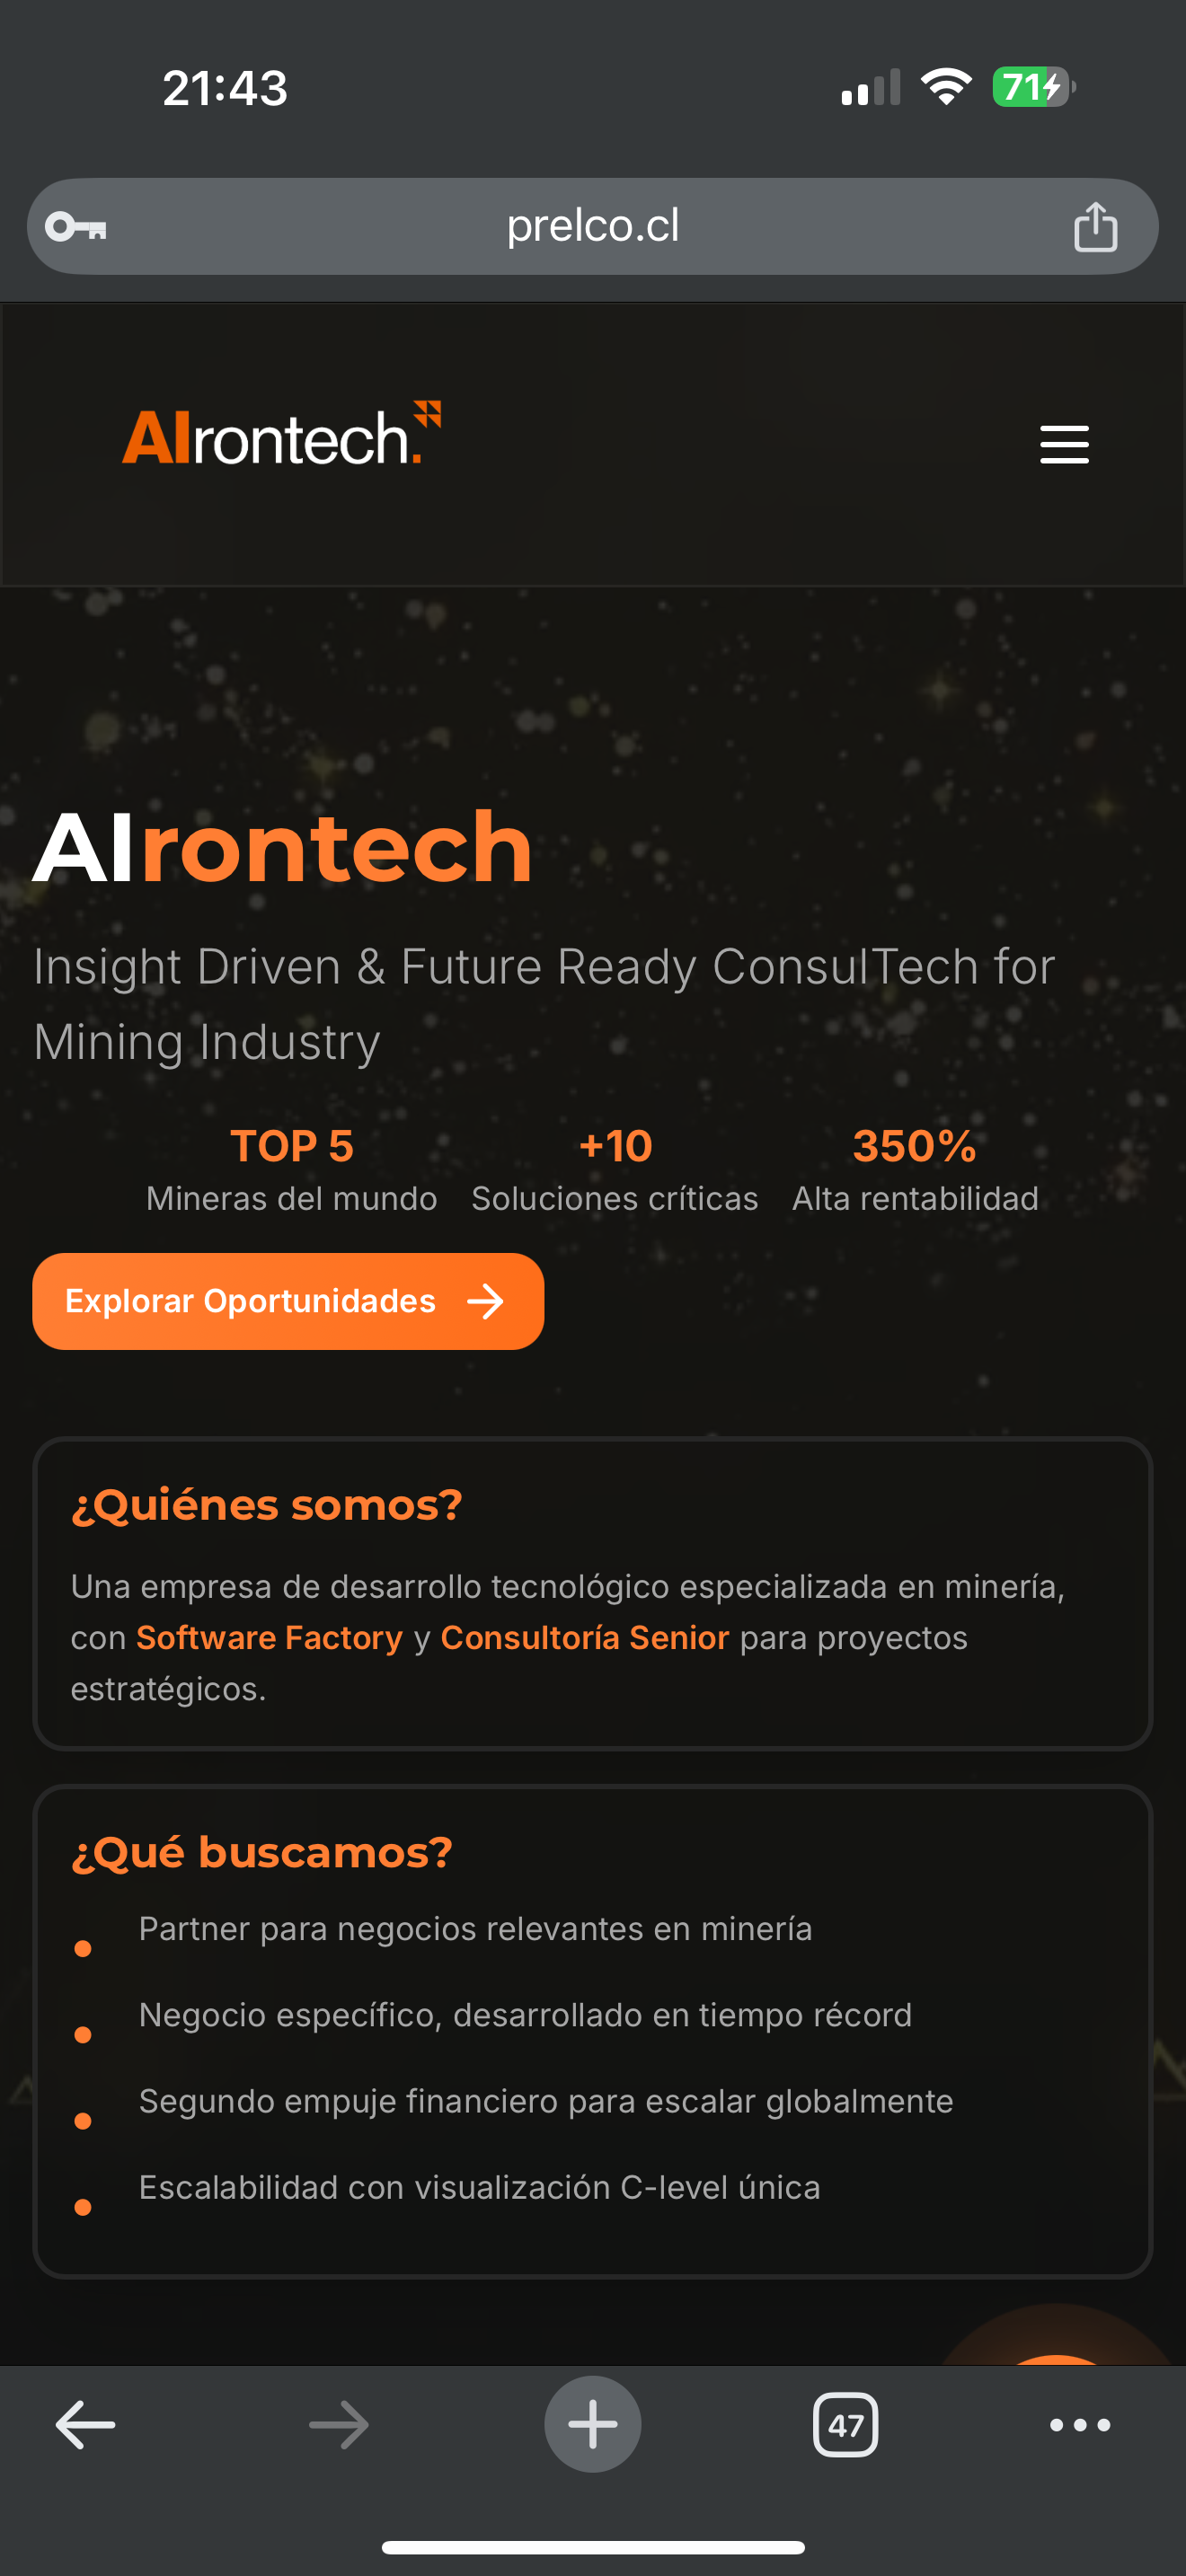 21:43
71
prelco.cl
AIrontech.
AIrontech
Insight Driven & Future Ready ConsulTech for
Mining Industry
TOP 5
Mineras del mundo
+10
Soluciones críticas
350%
Alta rentabilidad
Explorar Oportunidades
¿Quiénes somos?
Una empresa de desarrollo tecnológico especializada en minería,
con Software Factory y Consultoría Senior para proyectos
estratégicos.
¿Qué buscamos?
Partner para negocios relevantes en minería
Negocio específico, desarrollado en tiempo récord
Segundo empuje financiero para escalar globalmente
Escalabilidad con visualización C-level única
47